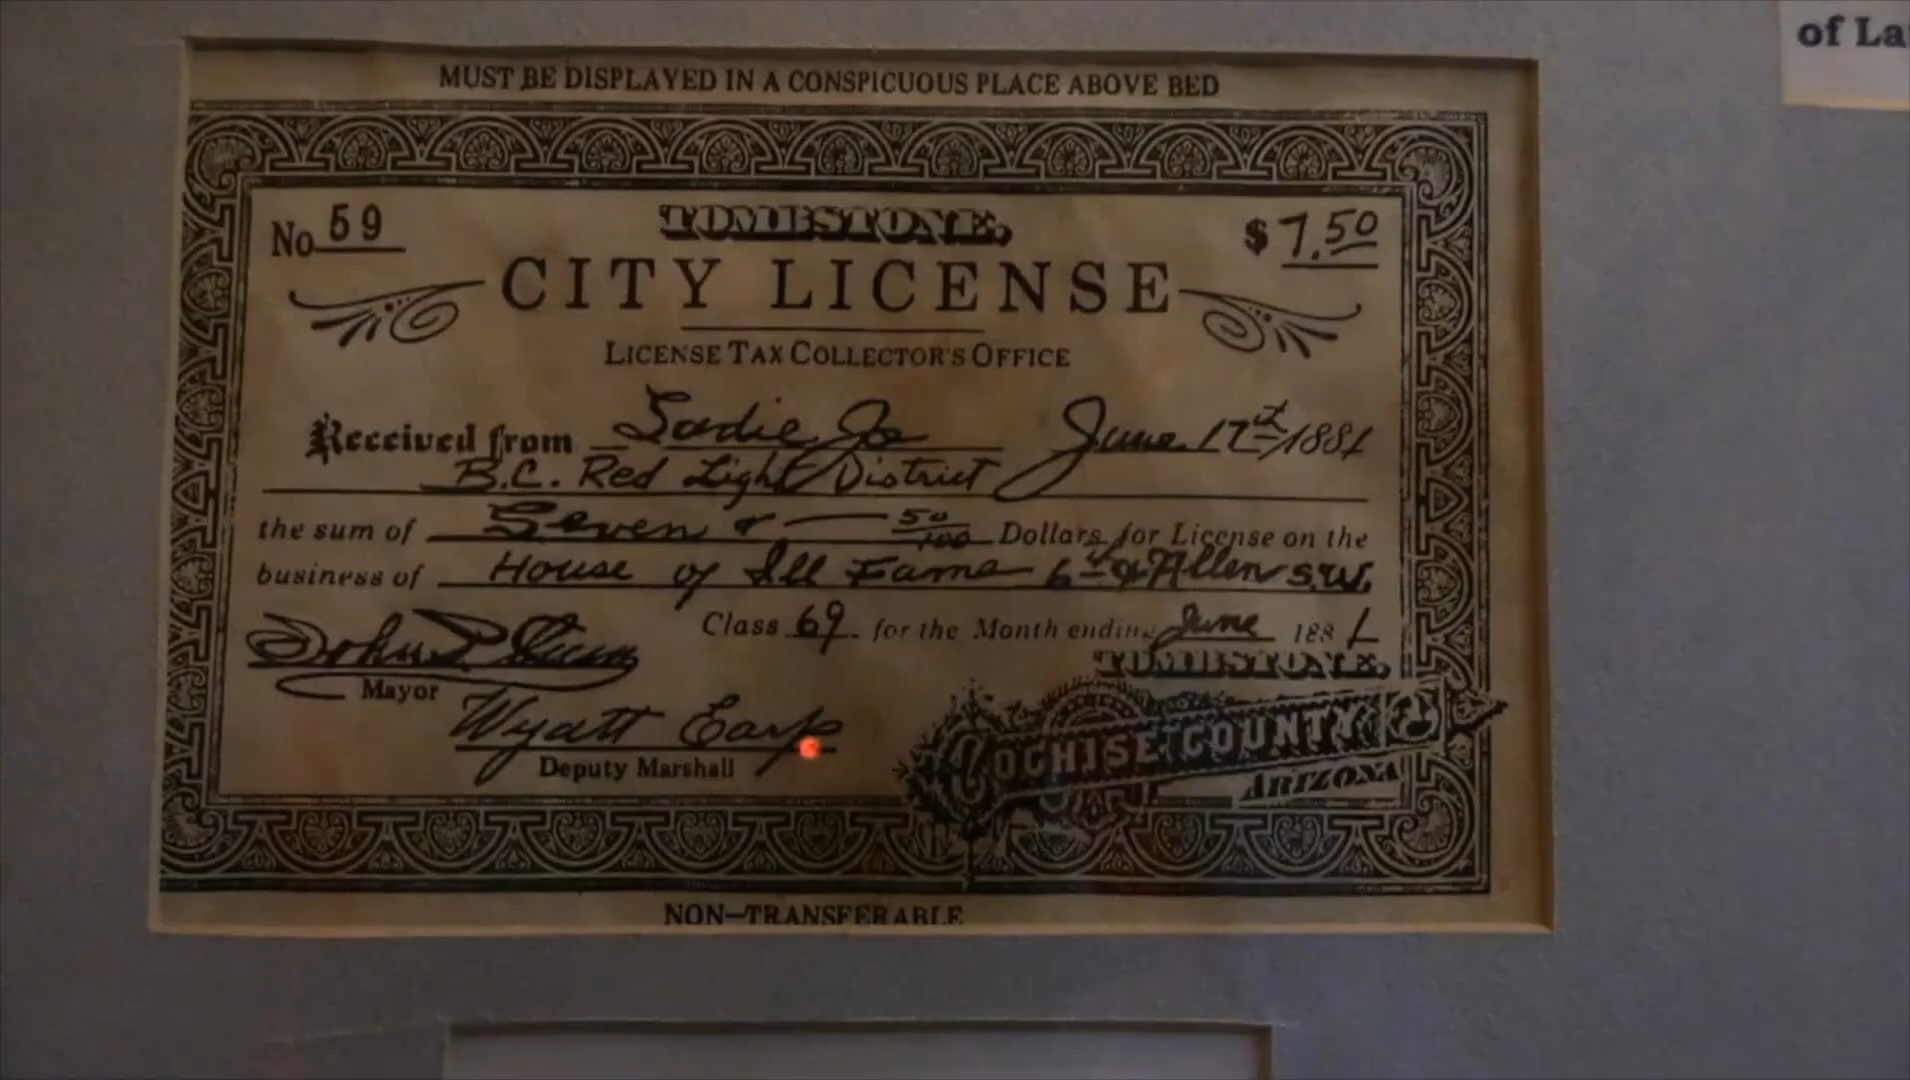 of La
MUST BE DISPLAYED IN A CONSPICUOUS PLACE ABOVE BED
No 59
TOMBSTONE,
$7.50
CITY LICENSE
LICENSE TAX COLLECTOR'S OFFICE
Received from Sadie Jo June 17th/1881
B.C. Red Light District
the sum of Seven & 50/100 Dollars for License on the
business of House of Ill Fame 6th & Allen S.W.
Class 69 for the Month ending June 1881
John P Clum
Mayor
TOMBSTONE,
Wyatt Earp
Deputy Marshall
COCHISE COUNTY
ARIZONA
NON-TRANSFERABLE